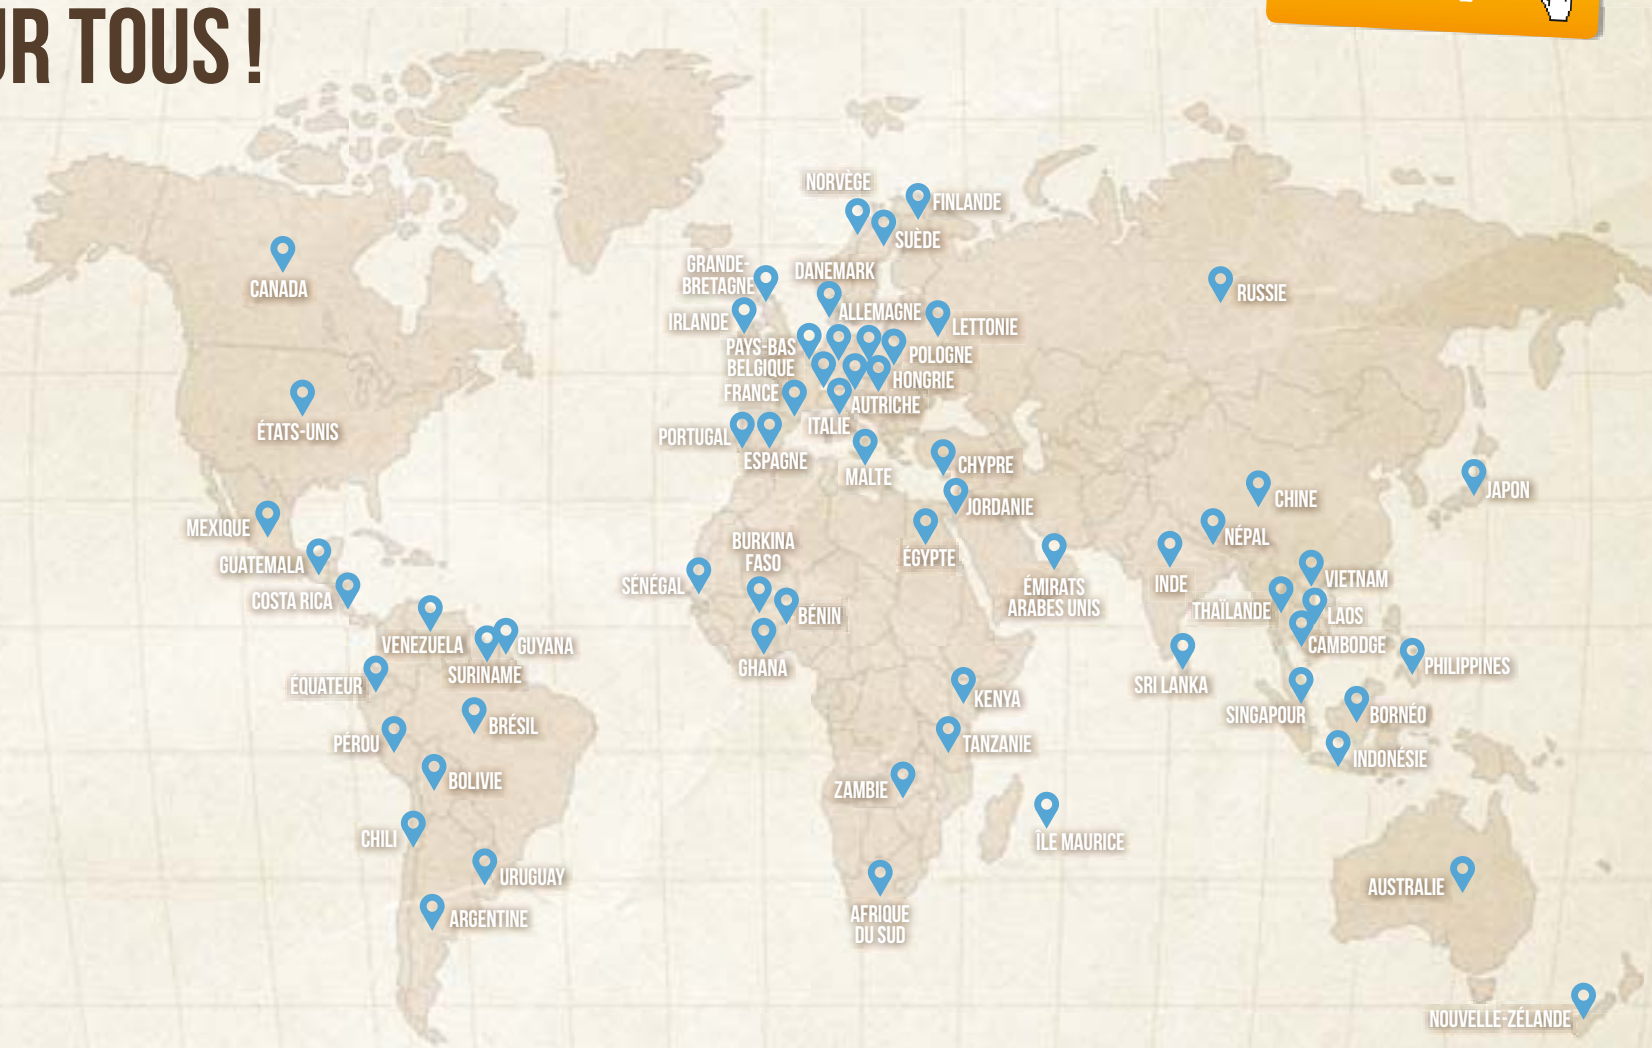 UR TOUS !
NORVÈGE
FINLANDE
SUÈDE
GRANDE-
BRETAGNE
DANEMARK
CANADA
RUSSIE
IRLANDE
ALLEMAGNE
LETTONIE
PAYS-BAS
POLOGNE
BELGIQUE
HONGRIE
FRANCE
AUTRICHE
ÉTATS-UNIS
ITALIE
PORTUGAL
ESPAGNE
MALTE
CHYPRE
CHINE
JAPON
JORDANIE
MEXIQUE
NÉPAL
BURKINA
FASO
ÉGYPTE
GUATEMALA
SÉNÉGAL
ÉMIRATS
ARABES UNIS
INDE
VIETNAM
COSTA RICA
THAÏLANDE
BÉNIN
LAOS
VENEZUELA
GUYANA
CAMBODGE
GHANA
PHILIPPINES
SURINAME
ÉQUATEUR
SRI LANKA
KENYA
SINGAPOUR
BORNÉO
BRÉSIL
PÉROU
TANZANIE
INDONÉSIE
BOLIVIE
ZAMBIE
CHILI
ÎLE MAURICE
URUGUAY
AUSTRALIE
ARGENTINE
AFRIQUE
DU SUD
NOUVELLE-ZÉLANDE